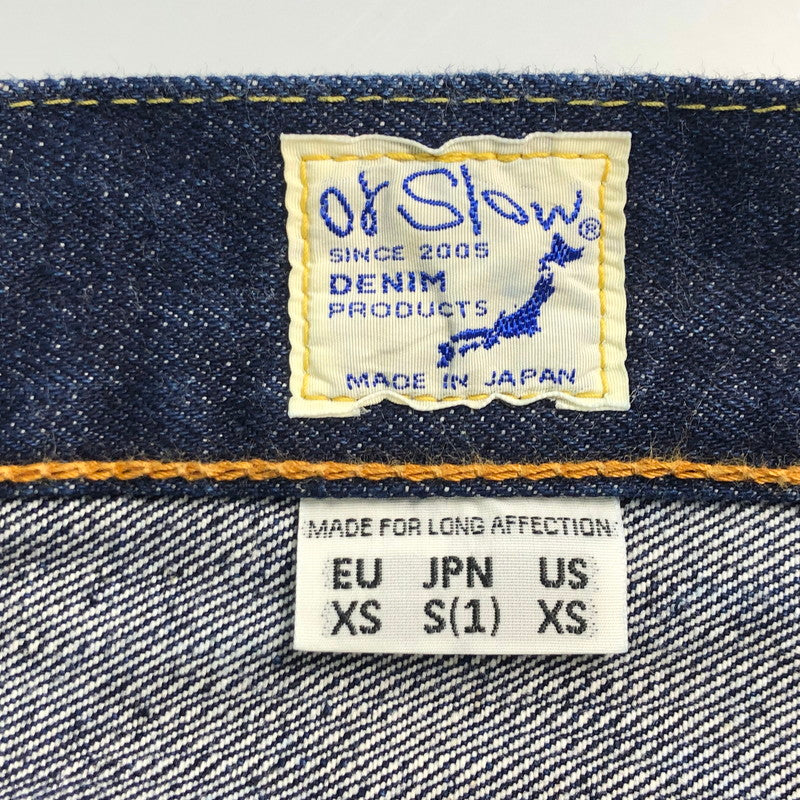 or Slow®
SINCE 2005
DENIM
PRODUCTS
MADE IN JAPAN
MADE FOR LONG AFFECTION
EU JPN US
XS S(1) XS